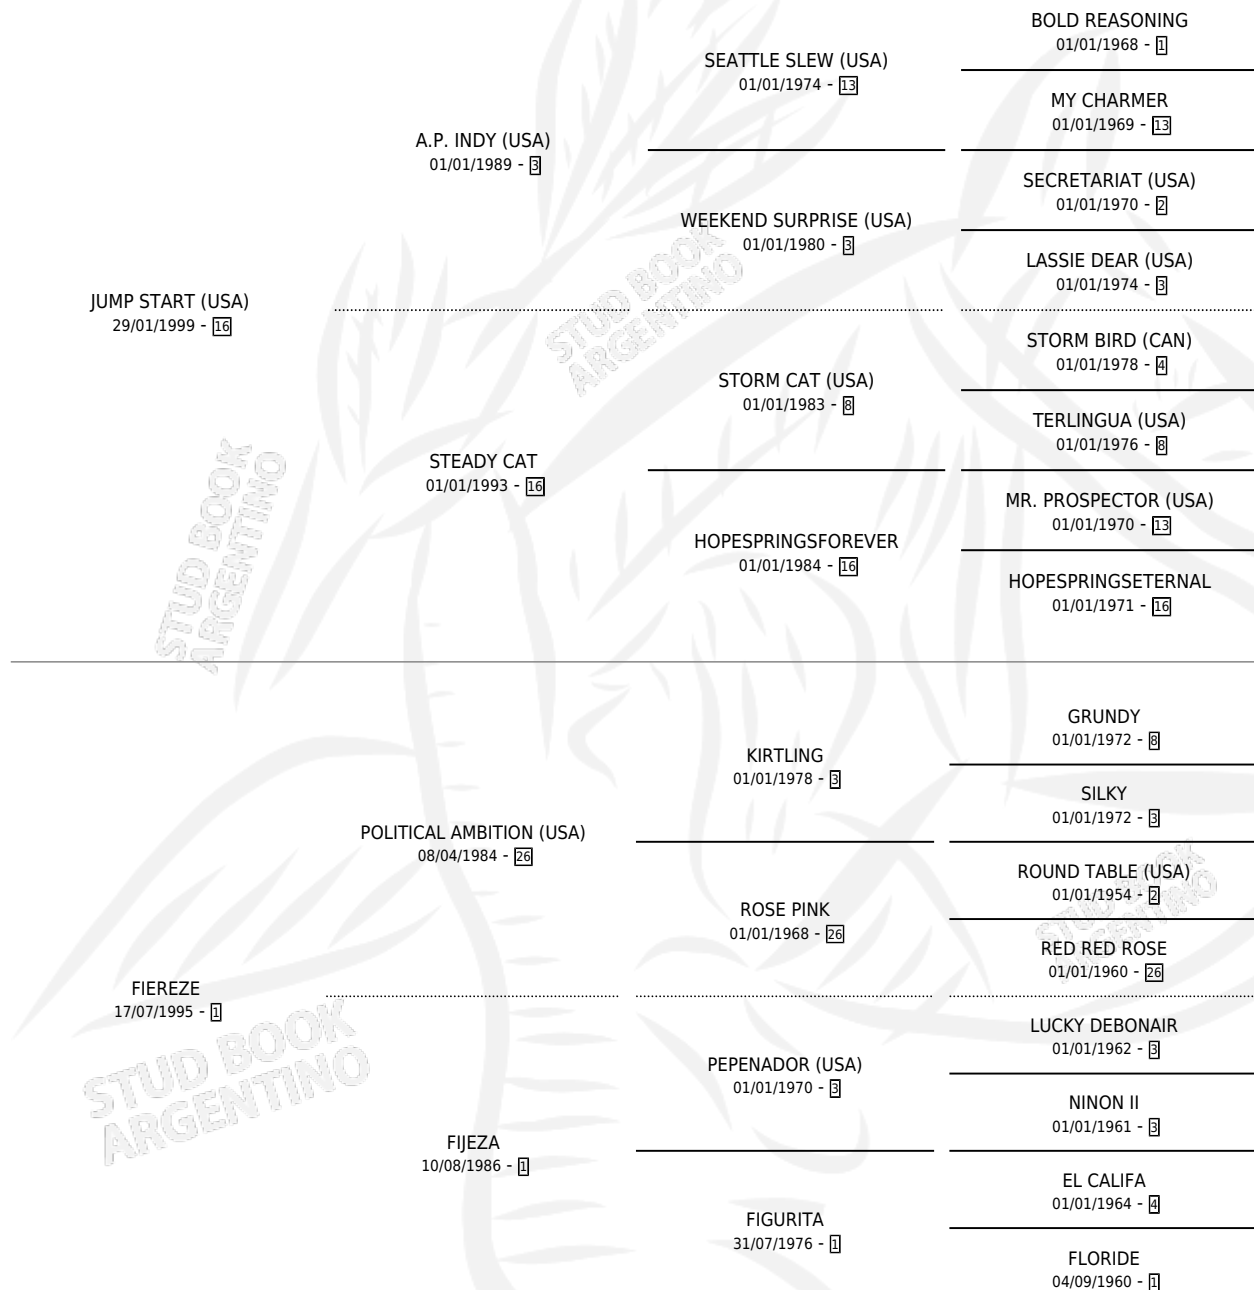 BOLD REASONING
01/01/1968 - 1
SEATTLE SLEW (USA)
01/01/1974 - 13
MY CHARMER
01/01/1969 - 13
A.P. INDY (USA)
01/01/1989 - 3
SECRETARIAT (USA)
01/01/1970 - 2
WEEKEND SURPRISE (USA)
01/01/1980 - 3
LASSIE DEAR (USA)
01/01/1974 - 3
JUMP START (USA)
29/01/1999 - 16
STORM BIRD (CAN)
01/01/1978 - 4
STORM CAT (USA)
01/01/1983 - 8
TERLINGUA (USA)
01/01/1976 - 8
STEADY CAT
01/01/1993 - 16
MR. PROSPECTOR (USA)
01/01/1970 - 13
HOPESPRINGSFOREVER
01/01/1984 - 16
HOPESPRINGSETERNAL
01/01/1971 - 16
GRUNDY
01/01/1972 - 8
KIRTLING
01/01/1978 - 3
SILKY
01/01/1972 - 3
POLITICAL AMBITION (USA)
08/04/1984 - 26
ROUND TABLE (USA)
01/01/1954 - 2
ROSE PINK
01/01/1968 - 26
RED RED ROSE
01/01/1960 - 26
FIEREZE
17/07/1995 - 1
LUCKY DEBONAIR
01/01/1962 - 3
PEPENADOR (USA)
01/01/1970 - 3
NINON II
01/01/1961 - 3
FIJEZA
10/08/1986 - 1
EL CALIFA
01/01/1964 - 4
FIGURITA
31/07/1976 - 1
FLORIDE
04/09/1960 - 1
STUD BOOK
ARGENTINO
STUD BOOK
ARGENTINO
STUD BOOK
ARGENTINO
STUD BOOK
ARGENTINO